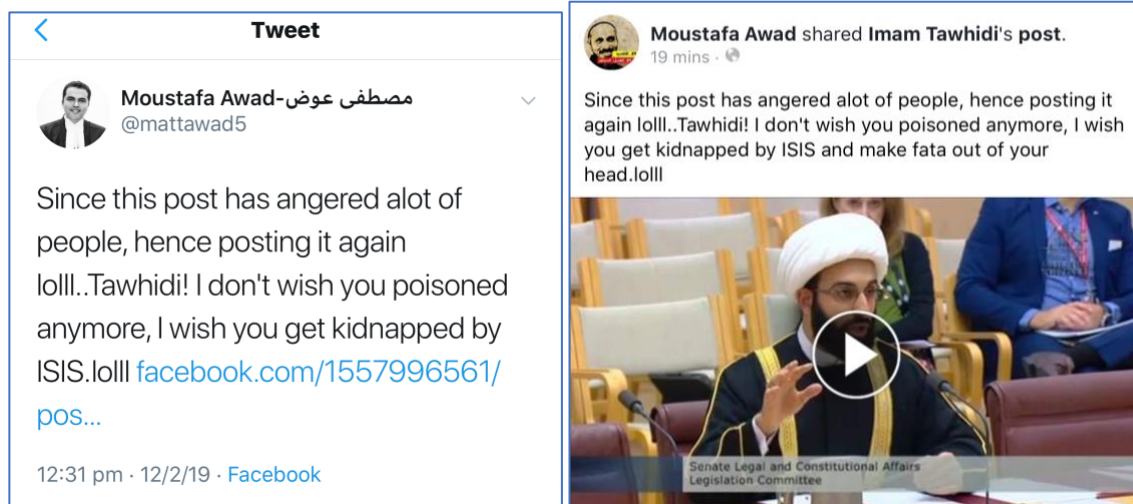 Tweet
Moustafa Awad-مصطفى عوض
@mattawad5
Since this post has angered alot of
people, hence posting it again
lolll..Tawhidi! I don't wish you poisoned
anymore, I wish you get kidnapped by
ISIS.lolll facebook.com/1557996561/
pos...
12:31 pm · 12/2/19 · Facebook
Moustafa Awad shared Imam Tawhidi's post.
19 mins ·
Since this post has angered alot of people, hence posting it
again lolll..Tawhidi! I don't wish you poisoned anymore, I wish
you get kidnapped by ISIS and make fata out of your
head.lolll
Senate Legal and Constitutional Affairs
Legislation Committee